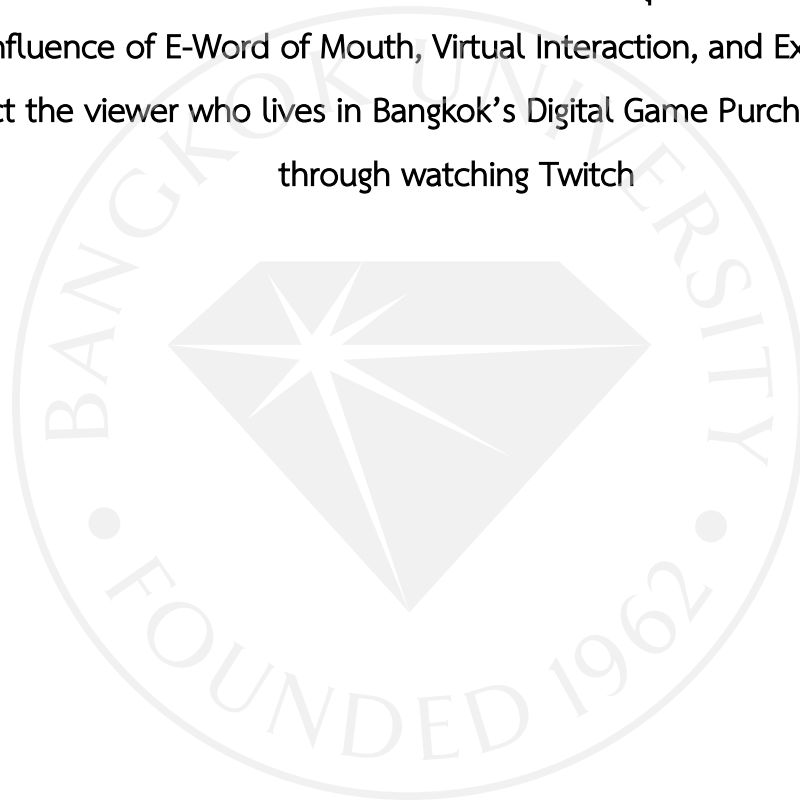 nfluence of E-Word of Mouth, Virtual Interaction, and Ex
ct the viewer who lives in Bangkok’s Digital Game Purch
through watching Twitch
BANGKOK UNIVERSITY
• FOUNDED 1962 •